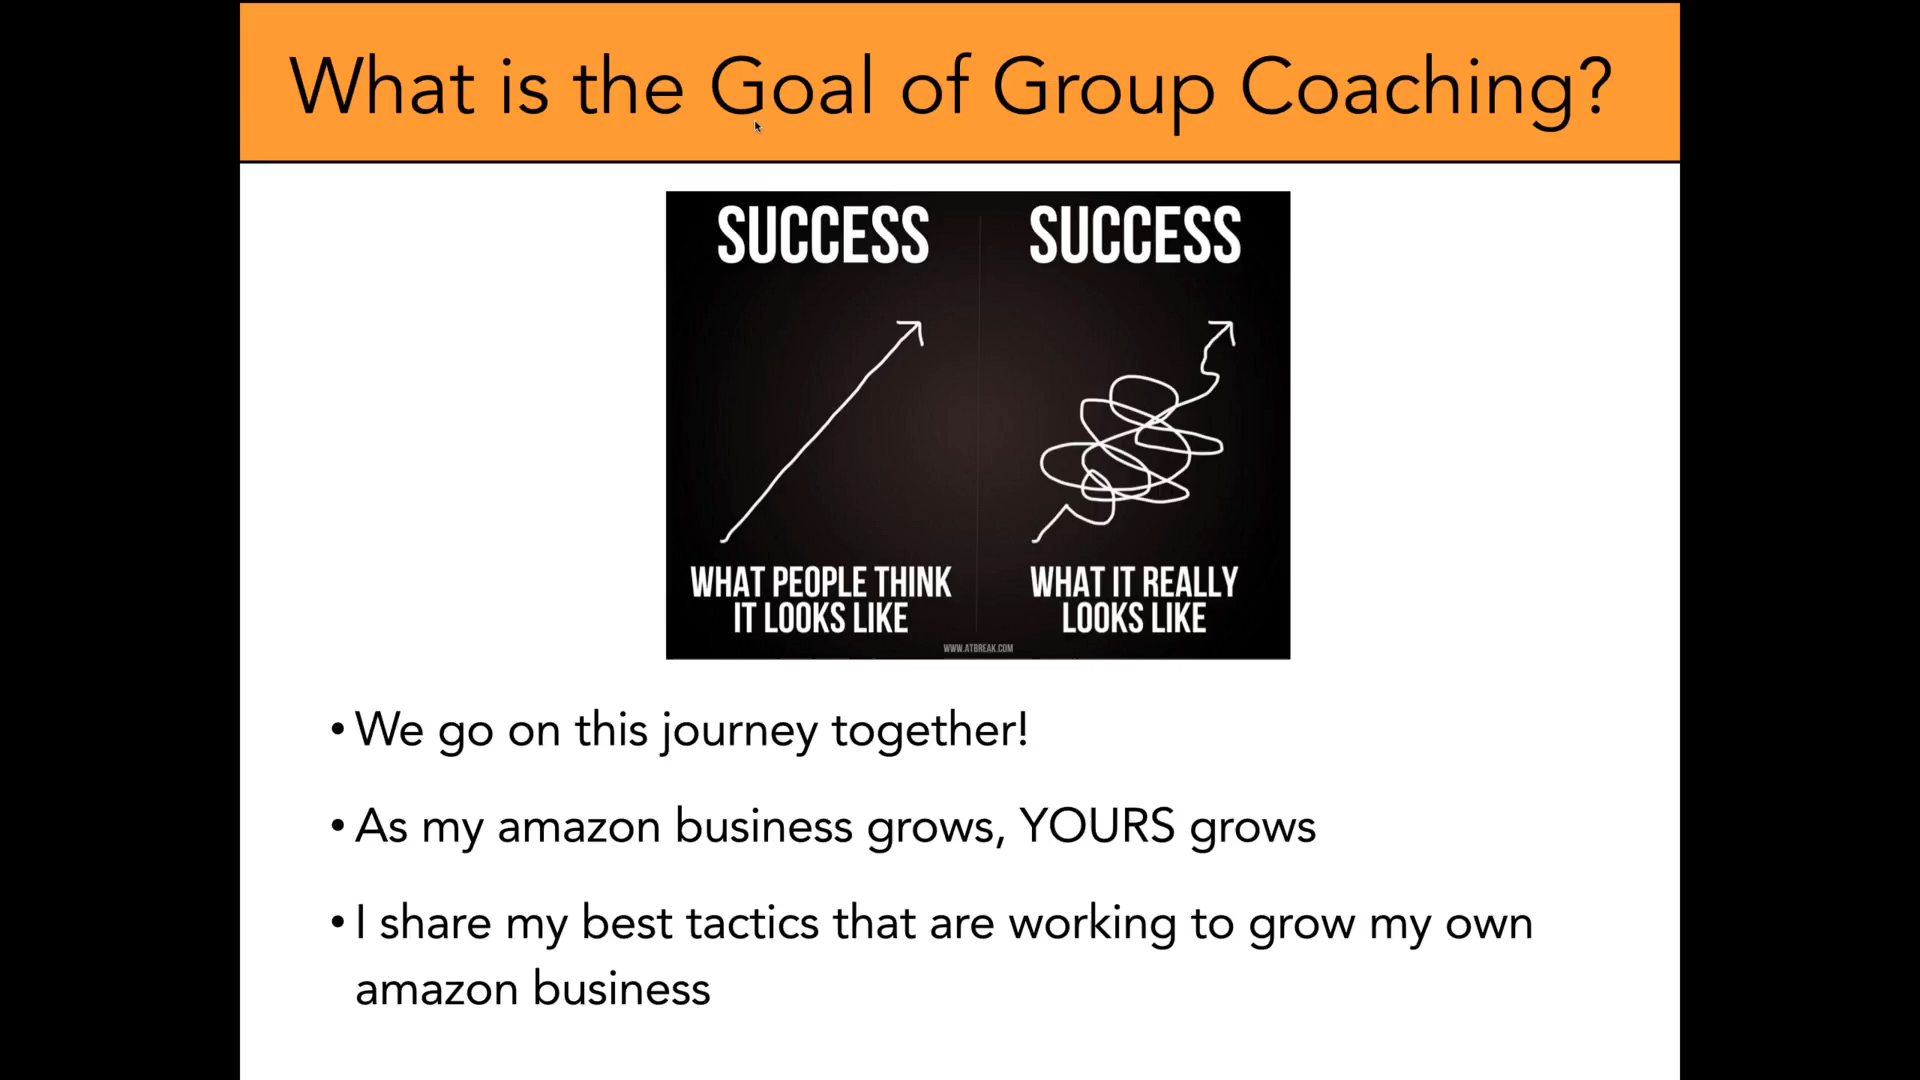 What is the Goal of Group Coaching?
SUCCESS
WHAT PEOPLE THINK
IT LOOKS LIKE
SUCCESS
WHAT IT REALLY
LOOKS LIKE
WWW.ATBREAK.COM
• We go on this journey together!
• As my amazon business grows, YOURS grows
• I share my best tactics that are working to grow my own
amazon business